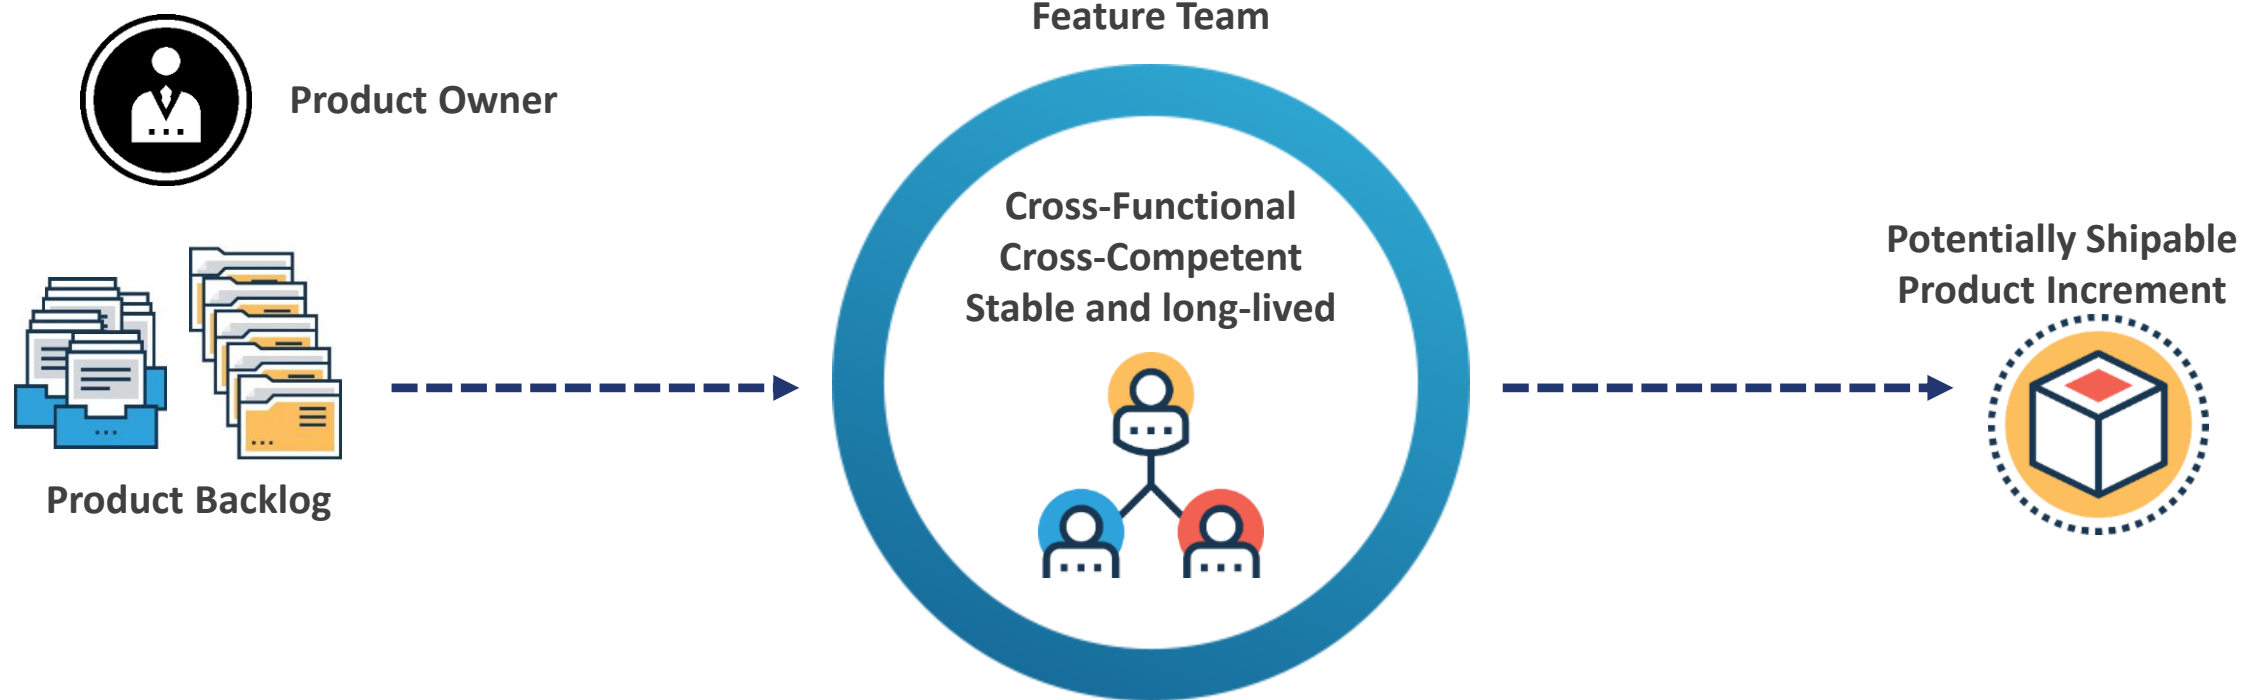 Feature Team
Product Owner
Cross-Functional
Cross-Competent
Stable and long-lived
Potentially Shipable
Product Increment
Product Backlog